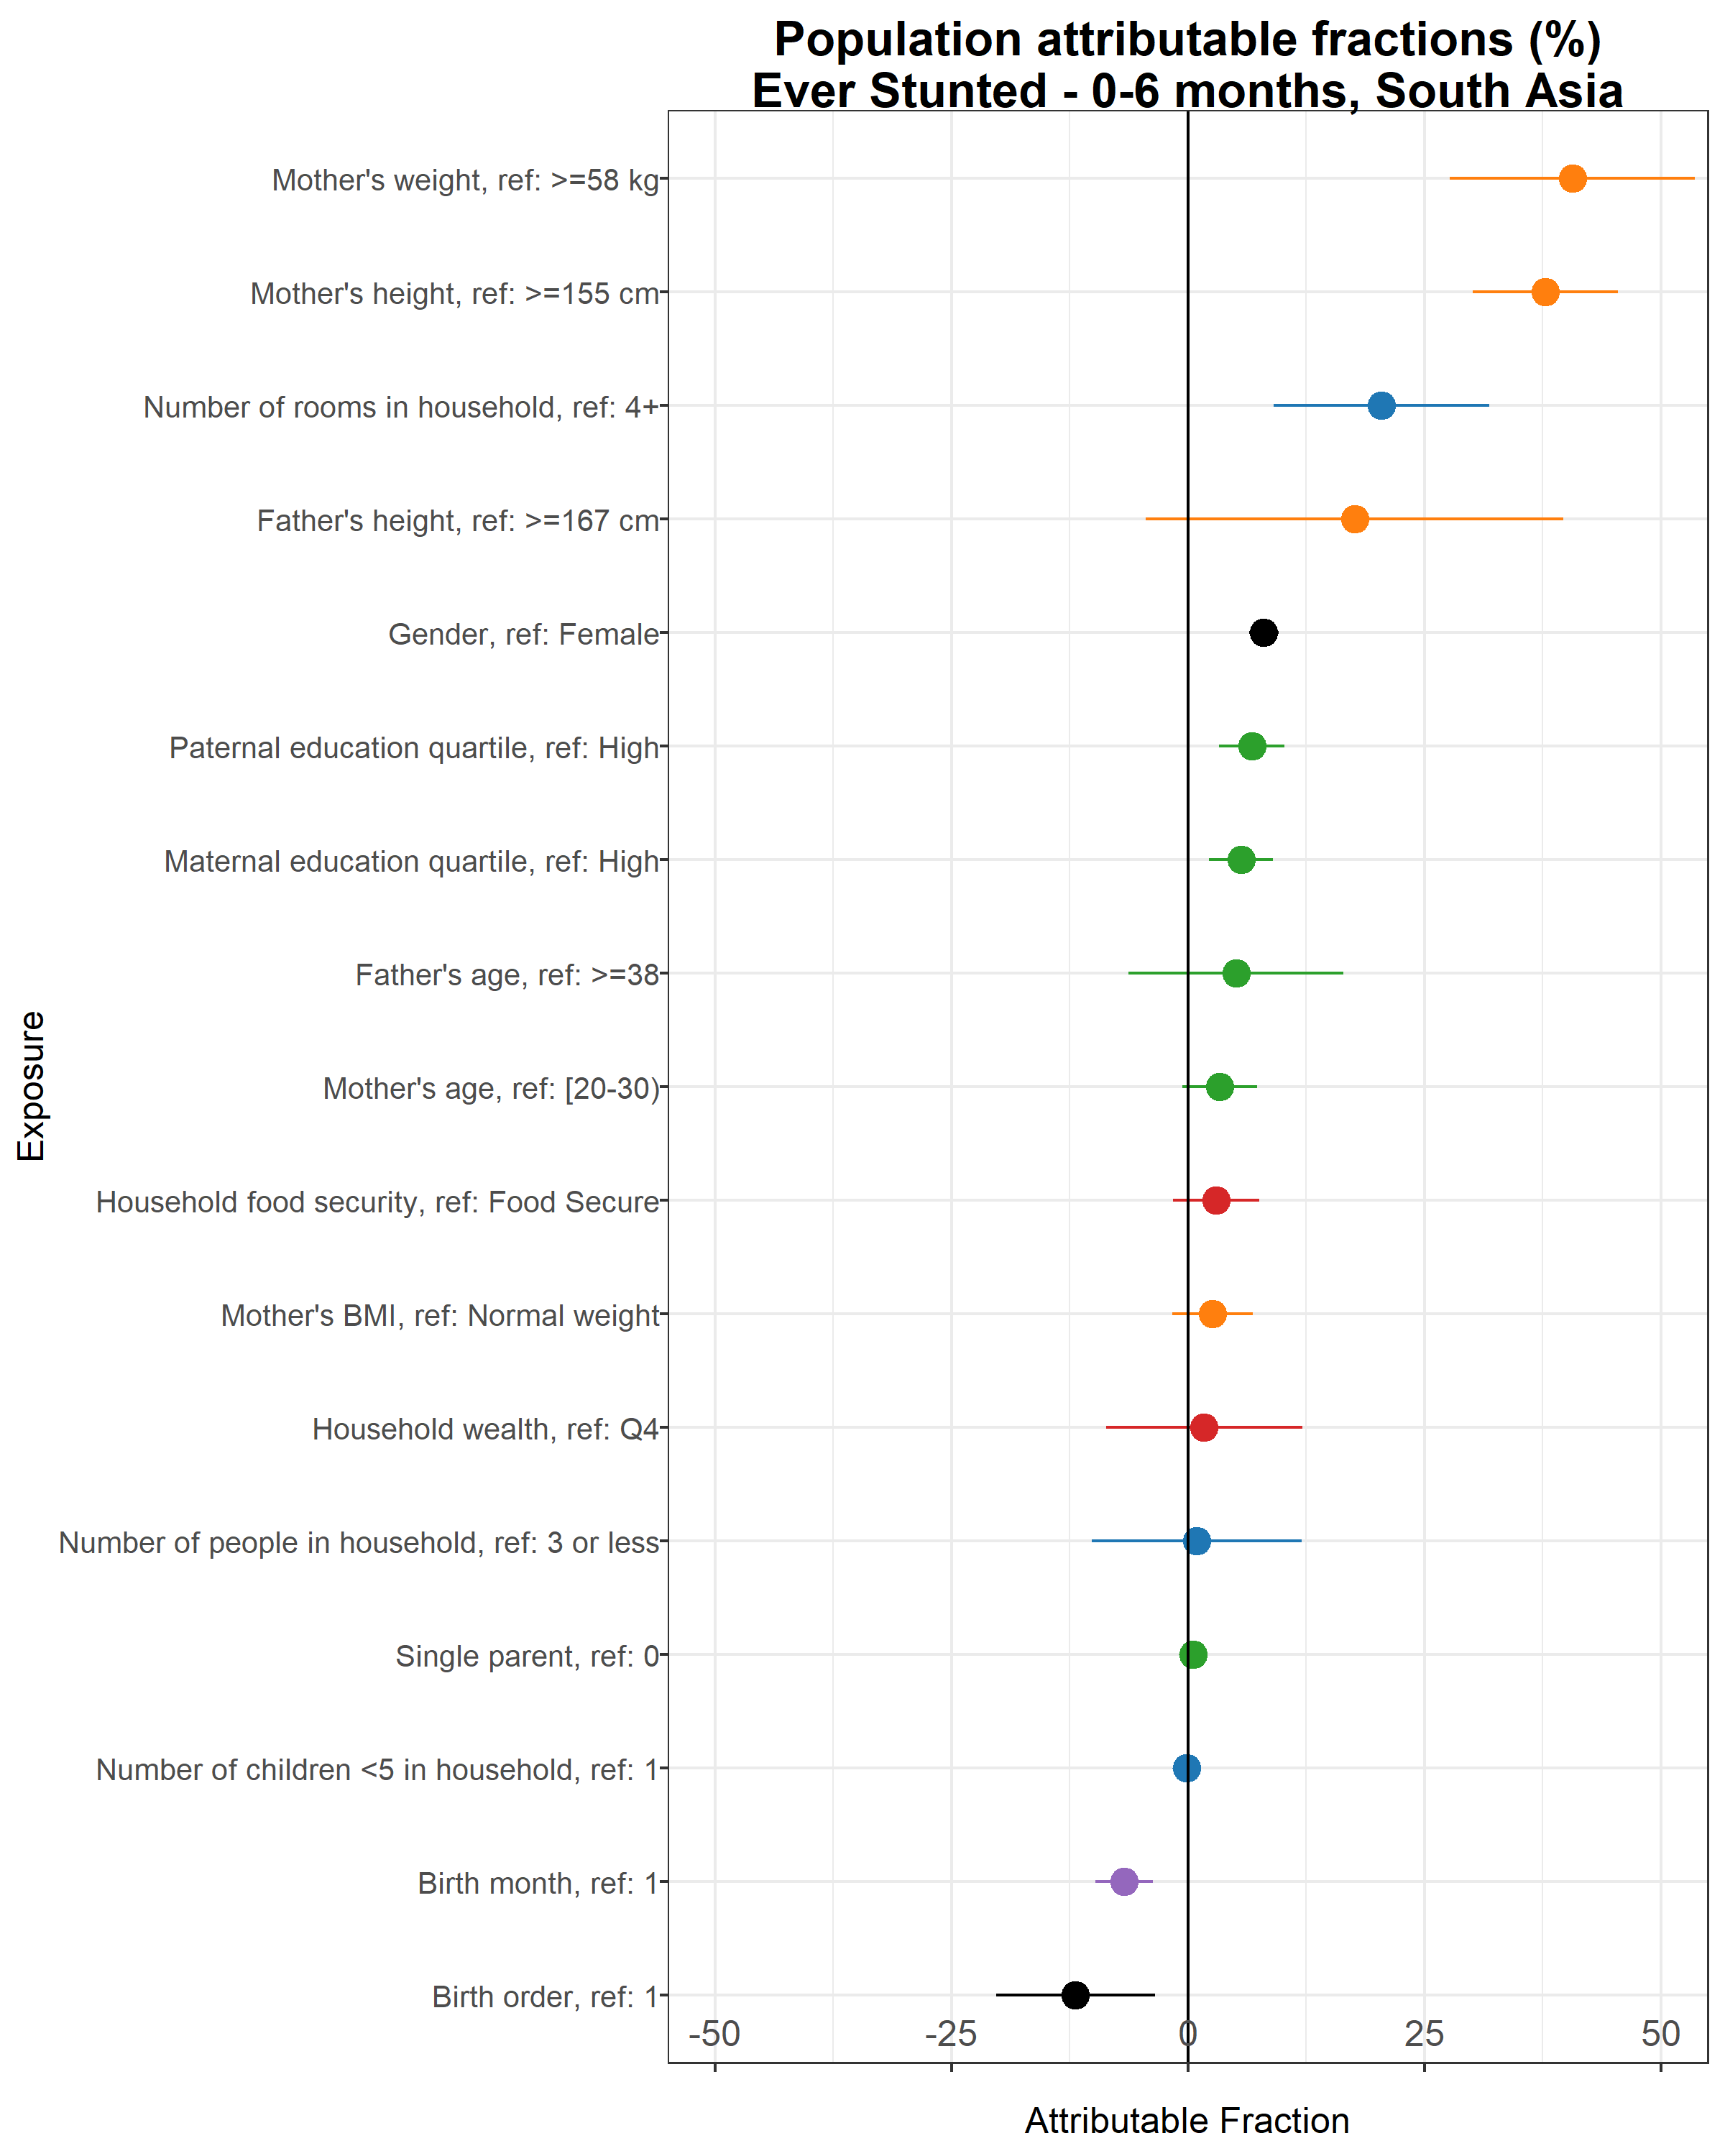 Population attributable fractions (%)
Ever Stunted - 0-6 months, South Asia
Mother's weight, ref: >=58 kg
Mother's height, ref: >=155 cm
Number of rooms in household, ref: 4+
Father's height, ref: >=167 cm
Gender, ref: Female
Paternal education quartile, ref: High
Maternal education quartile, ref: High
Father's age, ref: >=38
Mother's age, ref: [20-30)
Household food security, ref: Food Secure
Mother's BMI, ref: Normal weight
Household wealth, ref: Q4
Number of people in household, ref: 3 or less
Single parent, ref: 0
Number of children <5 in household, ref: 1
Birth month, ref: 1
Birth order, ref: 1
Exposure
-50 -25 0 25 50
Attributable Fraction